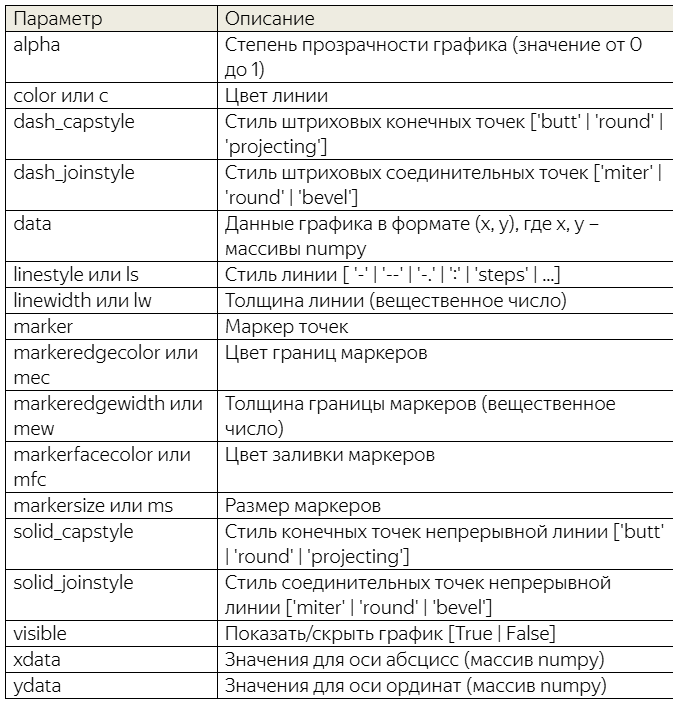 Параметр Описание
alpha Степень прозрачности графика (значение от 0
до 1)
color или c Цвет линии
dash_capstyle Стиль штриховых конечных точек ['butt' | 'round' |
'projecting']
dash_joinstyle Стиль штриховых соединительных точек ['miter' |
'round' | 'bevel']
data Данные графика в формате (x, y), где x, y –
массивы numpy
linestyle или ls Стиль линии [ '-' | '--' | '-.' | ':' | 'steps' | ...]
linewidth или lw Толщина линии (вещественное число)
marker Маркер точек
markeredgecolor или Цвет границ маркеров
mec
markeredgewidth или Толщина границы маркеров (вещественное
mew число)
markerfacecolor или Цвет заливки маркеров
mfc
markersize или ms Размер маркеров
solid_capstyle Стиль конечных точек непрерывной линии ['butt'
| 'round' | 'projecting']
solid_joinstyle Стиль соединительных точек непрерывной
линии ['miter' | 'round' | 'bevel']
visible Показать/скрыть график [True | False]
xdata Значения для оси абсцисс (массив numpy)
ydata Значения для оси ординат (массив numpy)